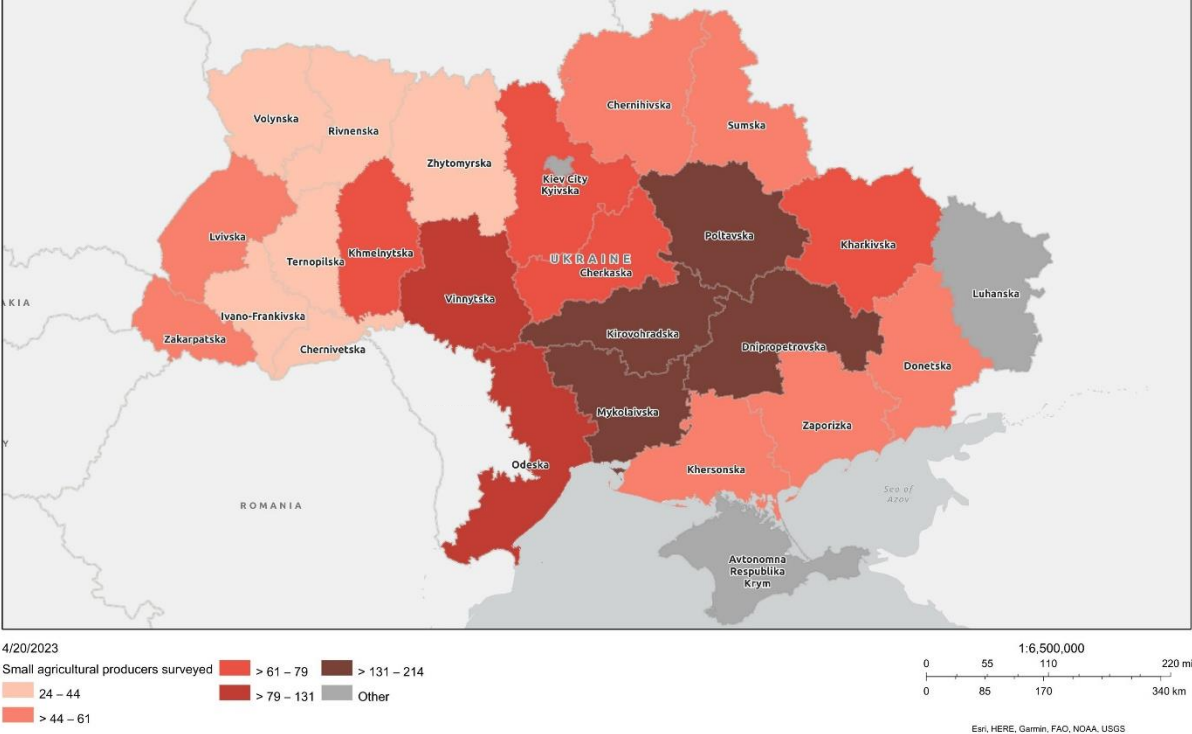 Chernihivska
Sumska
Volynska
Rivnenska
Zhytomyrska
Kiev City
Kyivska
Lvivska
Khmelnytska
Ternopilska
Poltavska
Kharkivska
UKRAINE
Cherkaska
Vinnytska
Luhanska
AKIA
Ivano-Frankivska
Zakarpatska
Chernivetska
Kirovohradska
Dnipropetrovska
Donetska
Mykolaivska
Zaporizka
Y
Odeska
Khersonska
Sea of
Azov
ROMANIA
Avtonomna
Respublika
Krym
4/20/2023
Small agricultural producers surveyed
24 – 44
> 44 – 61
> 61 – 79
> 79 – 131
> 131 – 214
Other
1:6,500,000
0 55 110 220 mi
0 85 170 340 km
Esri, HERE, Garmin, FAO, NOAA, USGS